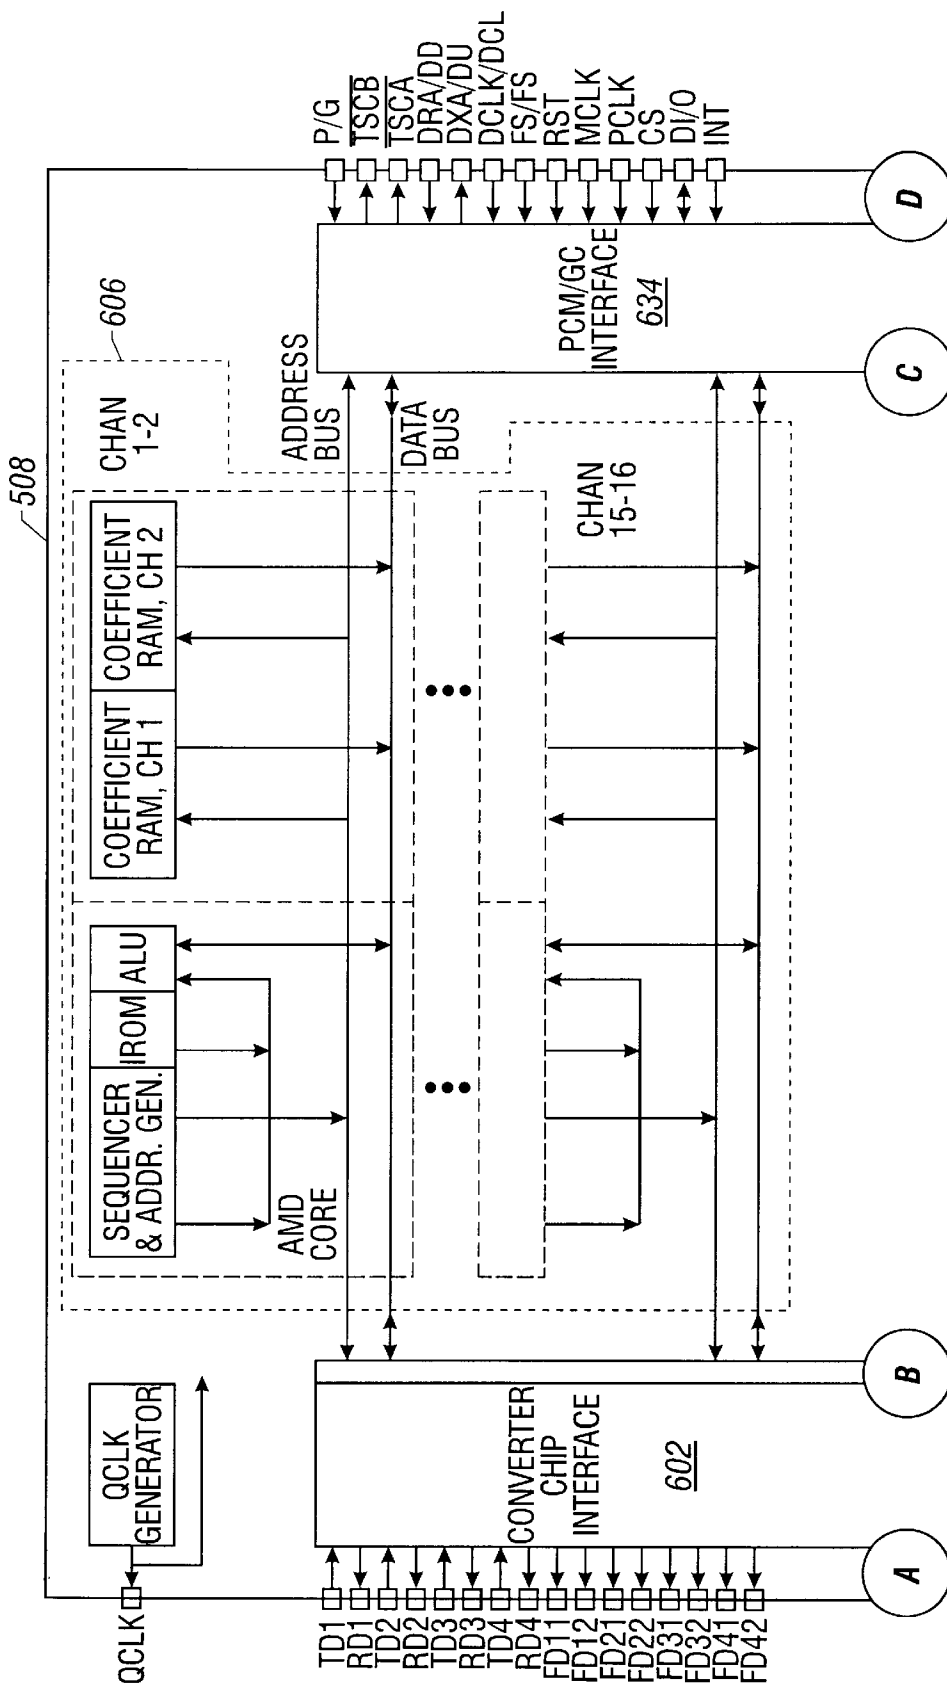 508
606
QCLK
QCLK
GENERATOR
SEQUENCER
& ADDR. GEN.
IROM
ALU
COEFFICIENT
RAM, CH 1
COEFFICIENT
RAM, CH 2
CHAN
1-2
AMD
CORE
ADDRESS
BUS
DATA
BUS
CHAN
15-16
TD1
RD1
TD2
RD2
TD3
RD3
TD4
RD4
FD11
FD12
FD21
FD22
FD31
FD32
FD41
FD42
CONVERTER
CHIP
INTERFACE
602
PCM/GC
INTERFACE
634
P/G
TSCB
TSCA
DRA/DD
DXA/DU
DCLK/DCL
FS/FS
RST
MCLK
PCLK
CS
DI/O
INT
A
B
C
D